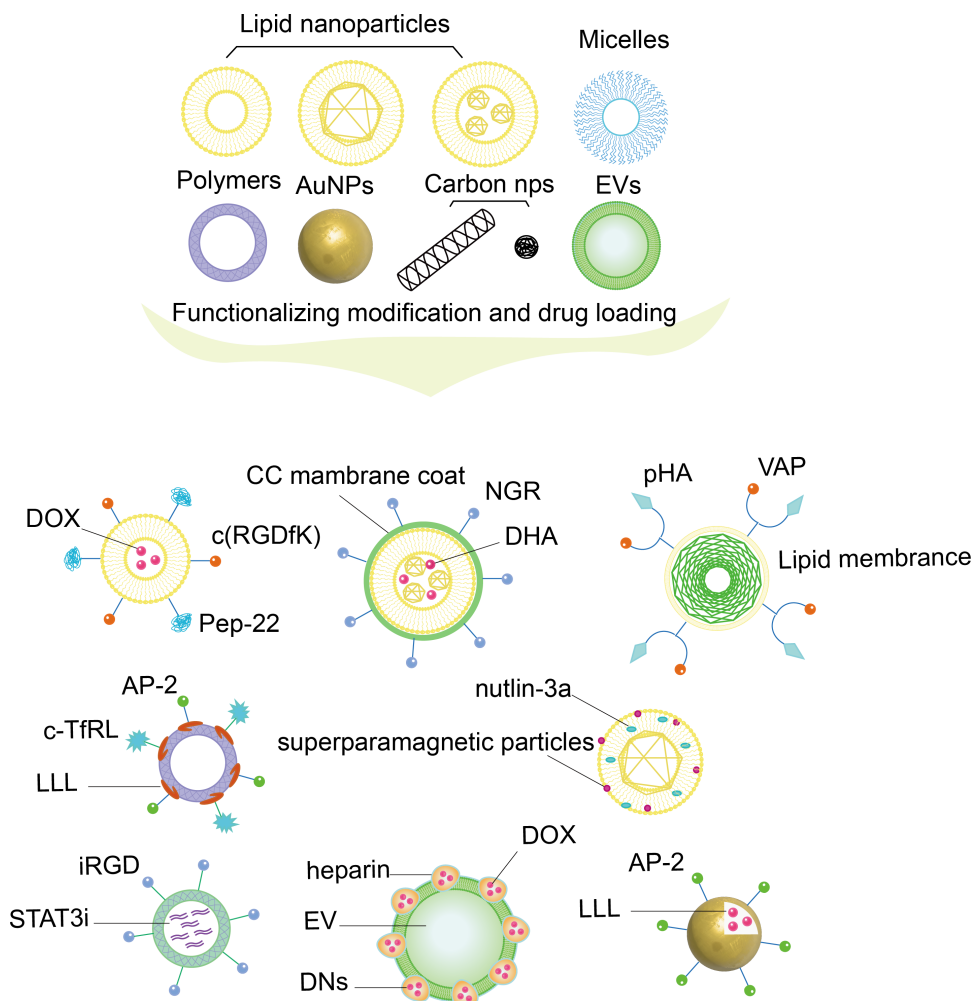 Lipid nanoparticles
Micelles
Polymers
AuNPs
Carbon nps
EVs
Functionalizing modification and drug loading
CC mambrane coat
pHA
VAP
NGR
DOX
c(RGDfK)
DHA
Lipid membrance
Pep-22
AP-2
nutlin-3a
c-TfRL
superparamagnetic particles
LLL
DOX
iRGD
heparin
AP-2
STAT3i
EV
LLL
DNs